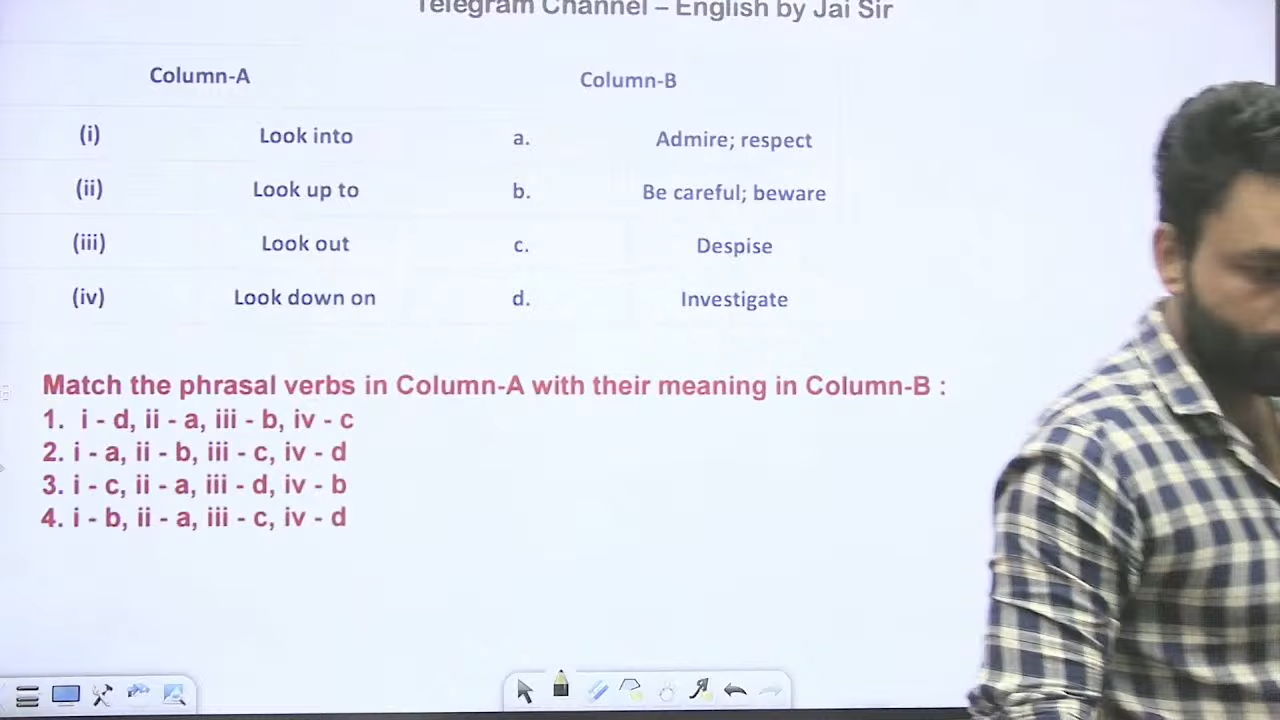 Telegram Channel – English by Jai Sir
Column-A Column-B
(i) Look into a. Admire; respect
(ii) Look up to b. Be careful; beware
(iii) Look out c. Despise
(iv) Look down on d. Investigate
Match the phrasal verbs in Column-A with their meaning in Column-B :
1. i - d, ii - a, iii - b, iv - c
2. i - a, ii - b, iii - c, iv - d
3. i - c, ii - a, iii - d, iv - b
4. i - b, ii - a, iii - c, iv - d